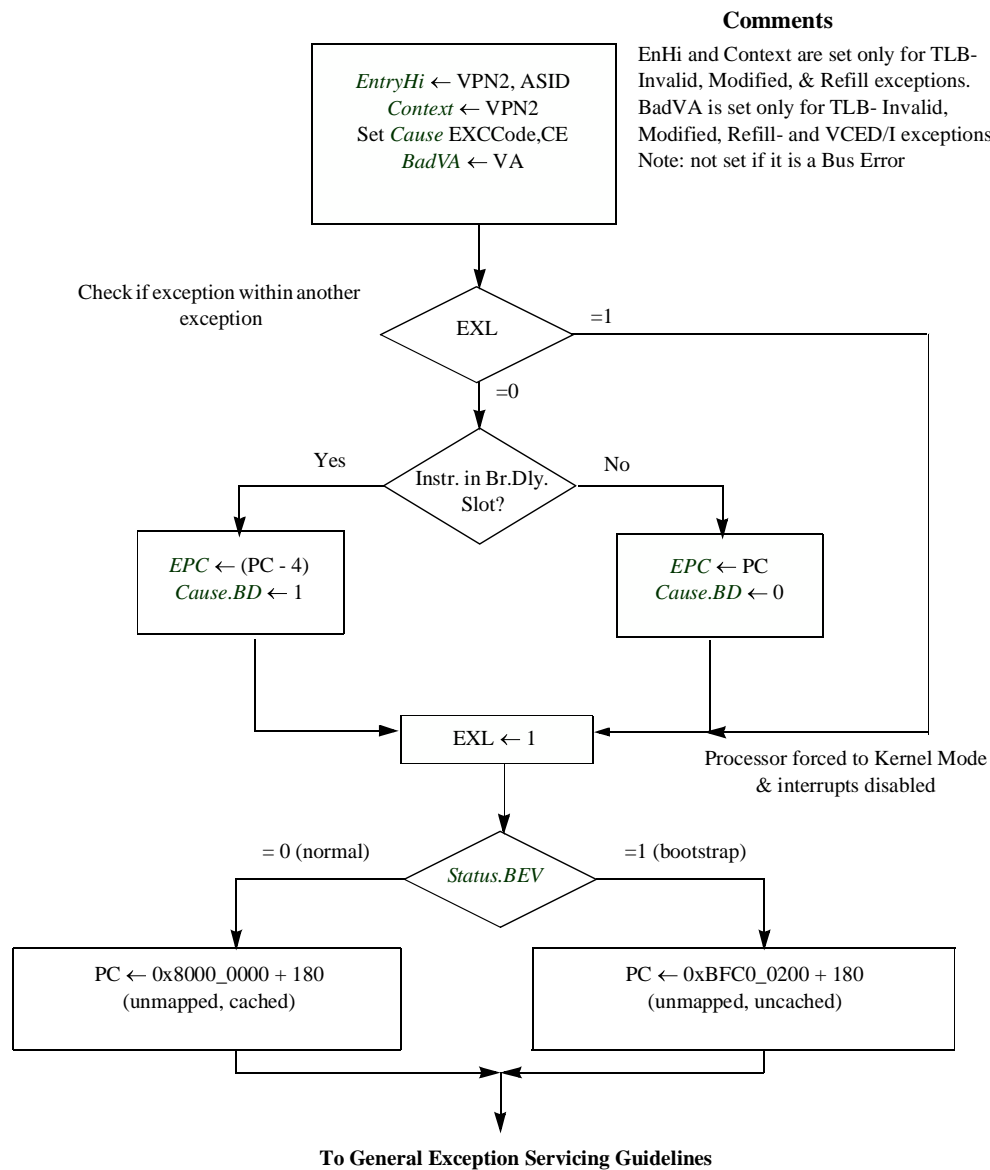 Comments
EnHi and Context are set only for TLB-
Invalid, Modified, & Refill exceptions.
BadVA is set only for TLB- Invalid,
Modified, Refill- and VCED/I exceptions
Note: not set if it is a Bus Error
EntryHi ← VPN2, ASID
Context ← VPN2
Set Cause EXCCode,CE
BadVA ← VA
Check if exception within another
exception
EXL
=1
=0
Yes
Instr. in Br.Dly.
Slot?
No
EPC ← (PC - 4)
Cause.BD ← 1
EPC ← PC
Cause.BD ← 0
EXL ← 1
Processor forced to Kernel Mode
& interrupts disabled
= 0 (normal)
Status.BEV
=1 (bootstrap)
PC ← 0x8000_0000 + 180
(unmapped, cached)
PC ← 0xBFC0_0200 + 180
(unmapped, uncached)
To General Exception Servicing Guidelines